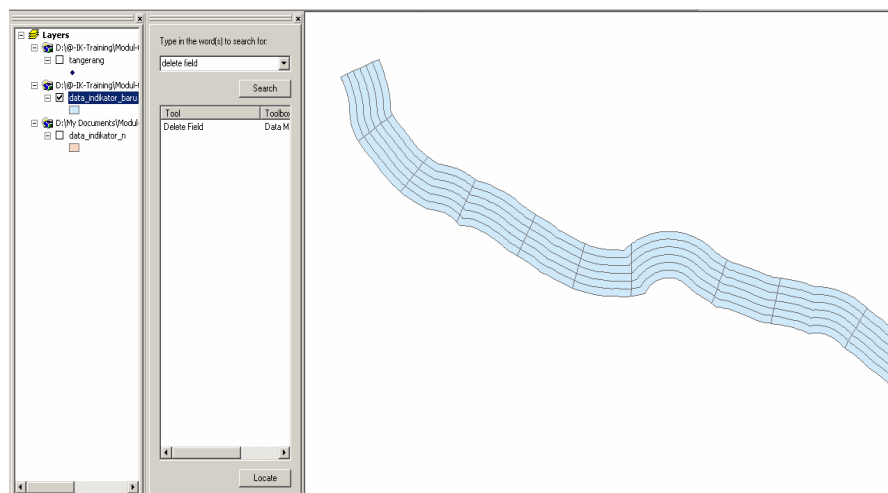 Layers
D:\@-IK-Training\Modul-
tangerang
D:\@-IK-Training\Modul-
data_indikator_baru
D:\My Documents\Modul-
data_indikator_n
Type in the word(s) to search for:
delete field
Search
Tool Toolbo
Delete Field Data M
Locate